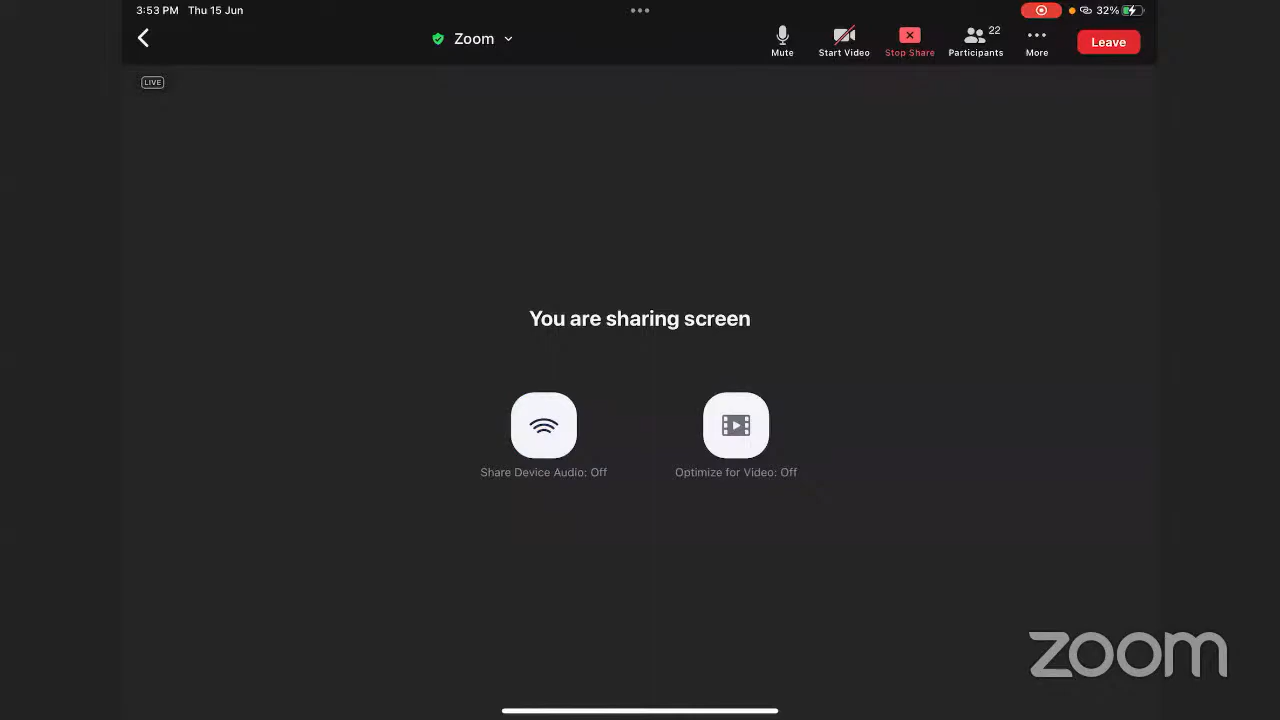 3:53 PM Thu 15 Jun
32%
Zoom
Mute
Start Video
Stop Share
22
Participants
More
Leave
LIVE
You are sharing screen
Share Device Audio: Off
Optimize for Video: Off
zoom